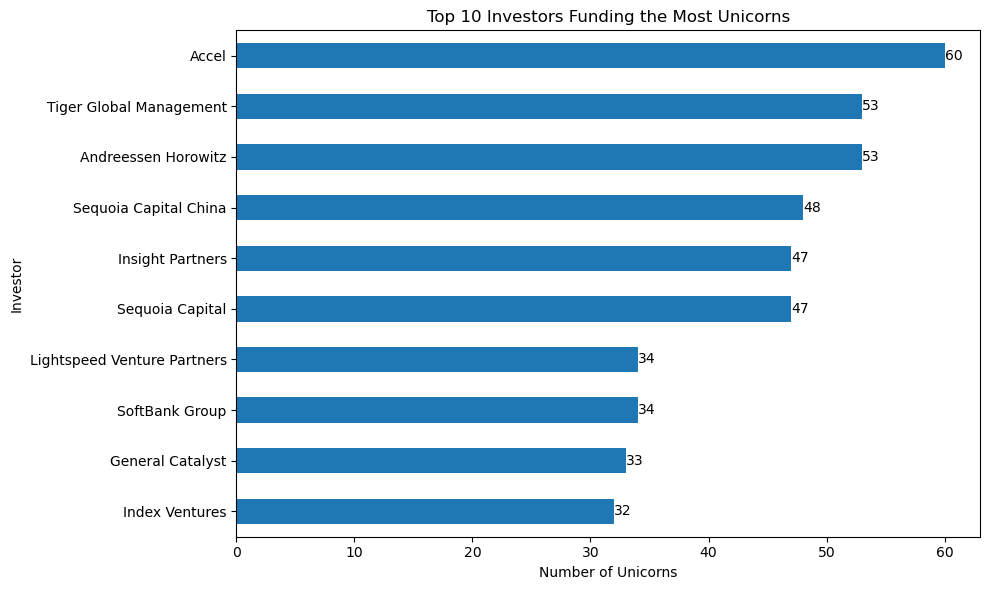 Top 10 Investors Funding the Most Unicorns
Accel 60
Tiger Global Management 53
Andreessen Horowitz 53
Sequoia Capital China 48
Insight Partners 47
Sequoia Capital 47
Lightspeed Venture Partners 34
SoftBank Group 34
General Catalyst 33
Index Ventures 32
0 10 20 30 40 50 60
Number of Unicorns
Investor